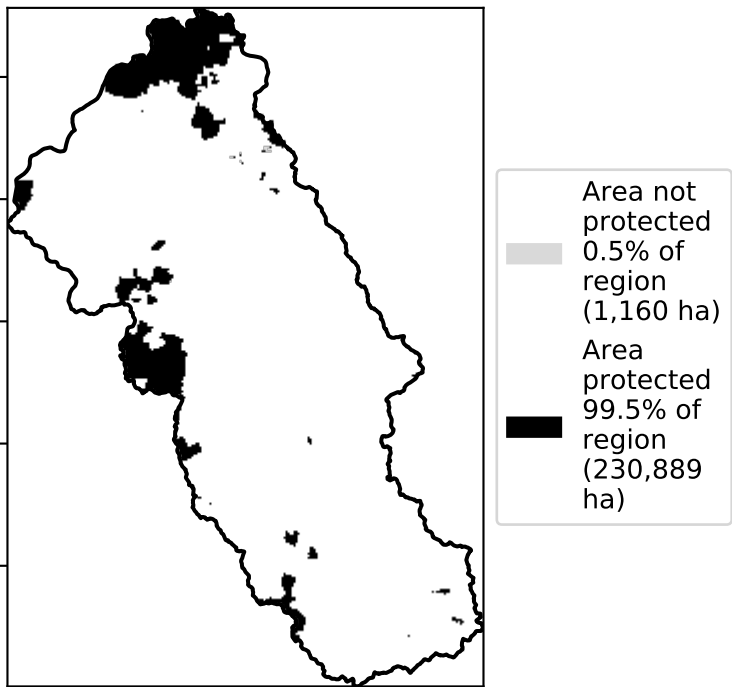 Area not
protected
0.5% of
region
(1,160 ha)
Area
protected
99.5% of
region
(230,889
ha)